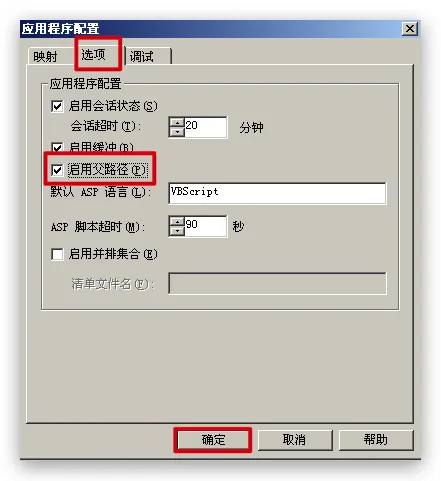 应用程序配置
映射 选项 调试
应用程序配置
启用会话状态(S)
会话超时(T): 20 分钟
启用缓冲(B)
启用父路径(P)
默认 ASP 语言(L): VBScript
ASP 脚本超时(M): 90 秒
启用并排集合(E)
清单文件名(F):
确定 取消 帮助